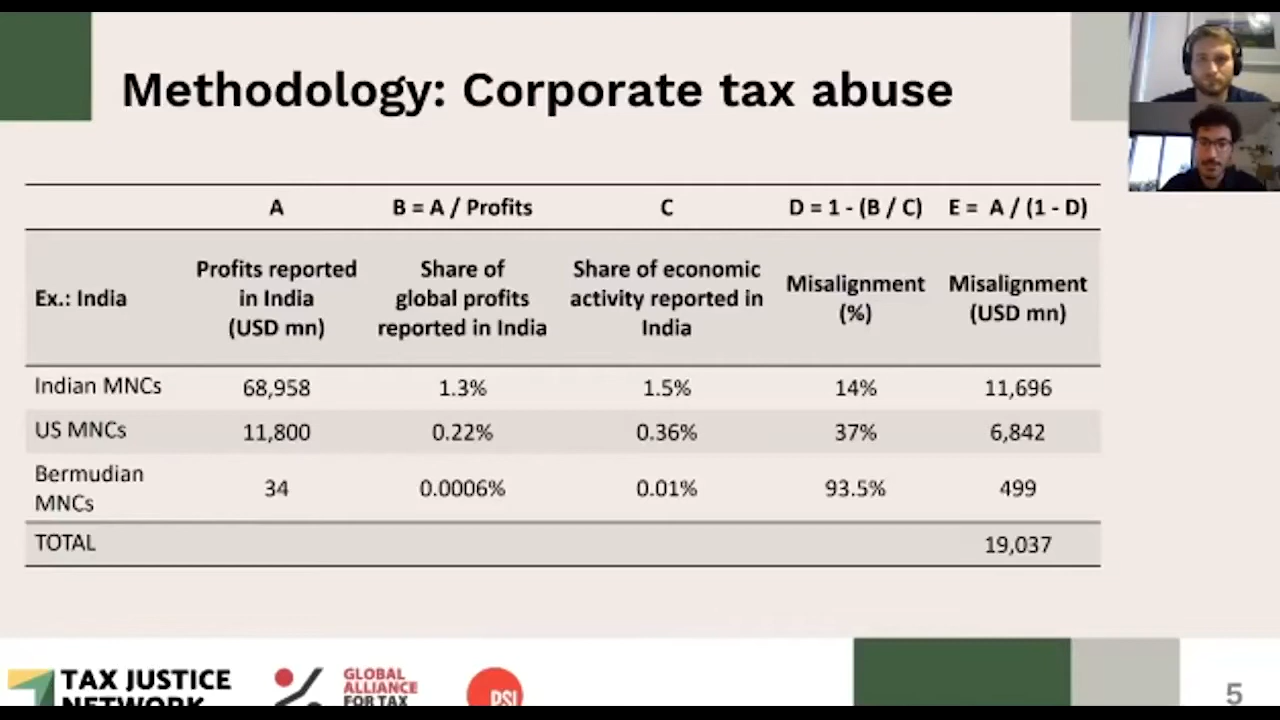 Methodology: Corporate tax abuse
A B = A / Profits C D = 1 - (B / C) E = A / (1 - D)
Ex.: India
Profits reported
in India
(USD mn)
Share of
global profits
reported in India
Share of economic
activity reported in
India
Misalignment
(%)
Misalignment
(USD mn)
Indian MNCs 68,958 1.3% 1.5% 14% 11,696
US MNCs 11,800 0.22% 0.36% 37% 6,842
Bermudian
MNCs
34 0.0006% 0.01% 93.5% 499
TOTAL 19,037
TAX JUSTICE
NETWORK
GLOBAL
ALLIANCE
FOR TAX
PSI
5